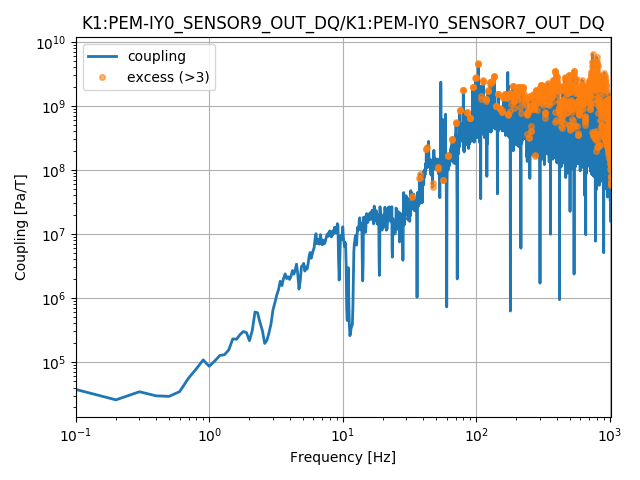 K1:PEM-IY0_SENSOR9_OUT_DQ/K1:PEM-IY0_SENSOR7_OUT_DQ
coupling
excess (>3)
Coupling [Pa/T]
10^10
10^9
10^8
10^7
10^6
10^5
10^-1
10^0
10^1
10^2
10^3
Frequency [Hz]